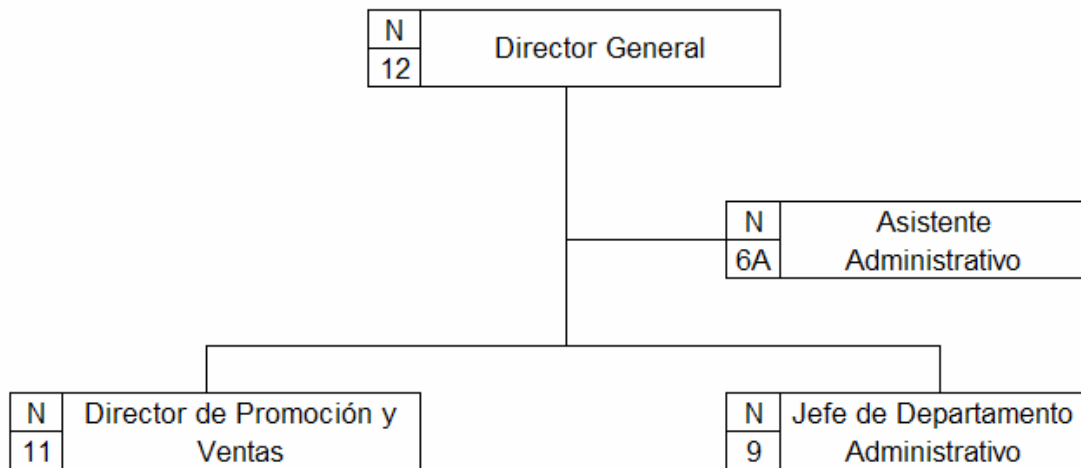 N
Director General
12
N
Asistente
6A
Administrativo
N
Director de Promoción y
11
Ventas
N
Jefe de Departamento
9
Administrativo